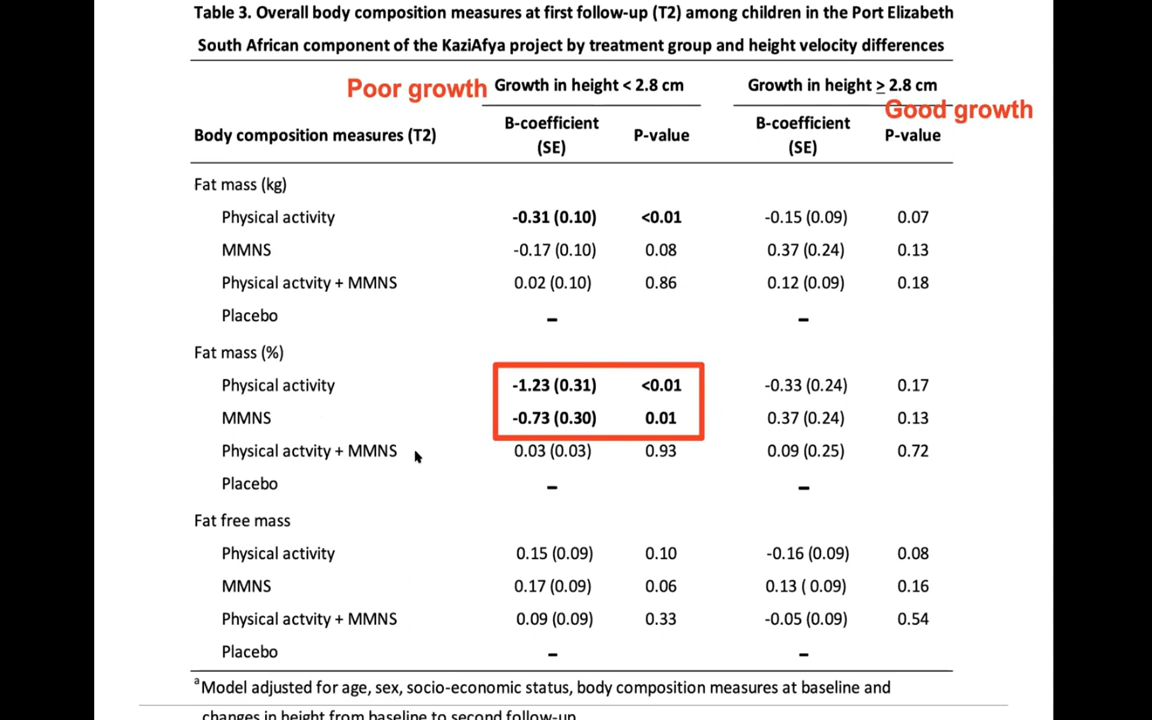 Table 3. Overall body composition measures at first follow-up (T2) among children in the Port Elizabeth
South African component of the KaziAfya project by treatment group and height velocity differences
Poor growth Growth in height < 2.8 cm Growth in height ≥ 2.8 cm
Good growth
Body composition measures (T2) B-coefficient (SE) P-value B-coefficient (SE) P-value
Fat mass (kg)
Physical activity -0.31 (0.10) <0.01 -0.15 (0.09) 0.07
MMNS -0.17 (0.10) 0.08 0.37 (0.24) 0.13
Physical actvity + MMNS 0.02 (0.10) 0.86 0.12 (0.09) 0.18
Placebo – –
Fat mass (%)
Physical activity -1.23 (0.31) <0.01 -0.33 (0.24) 0.17
MMNS -0.73 (0.30) 0.01 0.37 (0.24) 0.13
Physical actvity + MMNS 0.03 (0.03) 0.93 0.09 (0.25) 0.72
Placebo – –
Fat free mass
Physical activity 0.15 (0.09) 0.10 -0.16 (0.09) 0.08
MMNS 0.17 (0.09) 0.06 0.13 ( 0.09) 0.16
Physical actvity + MMNS 0.09 (0.09) 0.33 -0.05 (0.09) 0.54
Placebo – –
ᵃModel adjusted for age, sex, socio-economic status, body composition measures at baseline and
changes in height from baseline to second follow-up